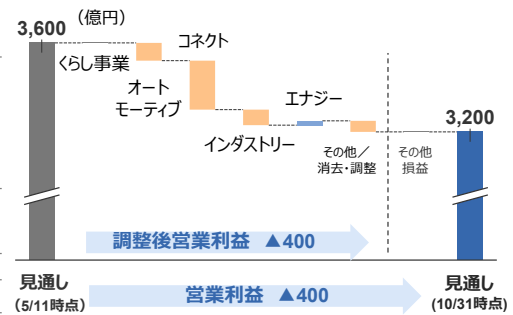 （億円）
3,600
くらし事業
オート
モーティブ
コネクト
インダストリー
エナジー
その他／
消去・調整
その他
損益
3,200
調整後営業利益 ▲400
営業利益 ▲400
見通し
(5/11時点)
見通し
(10/31時点)